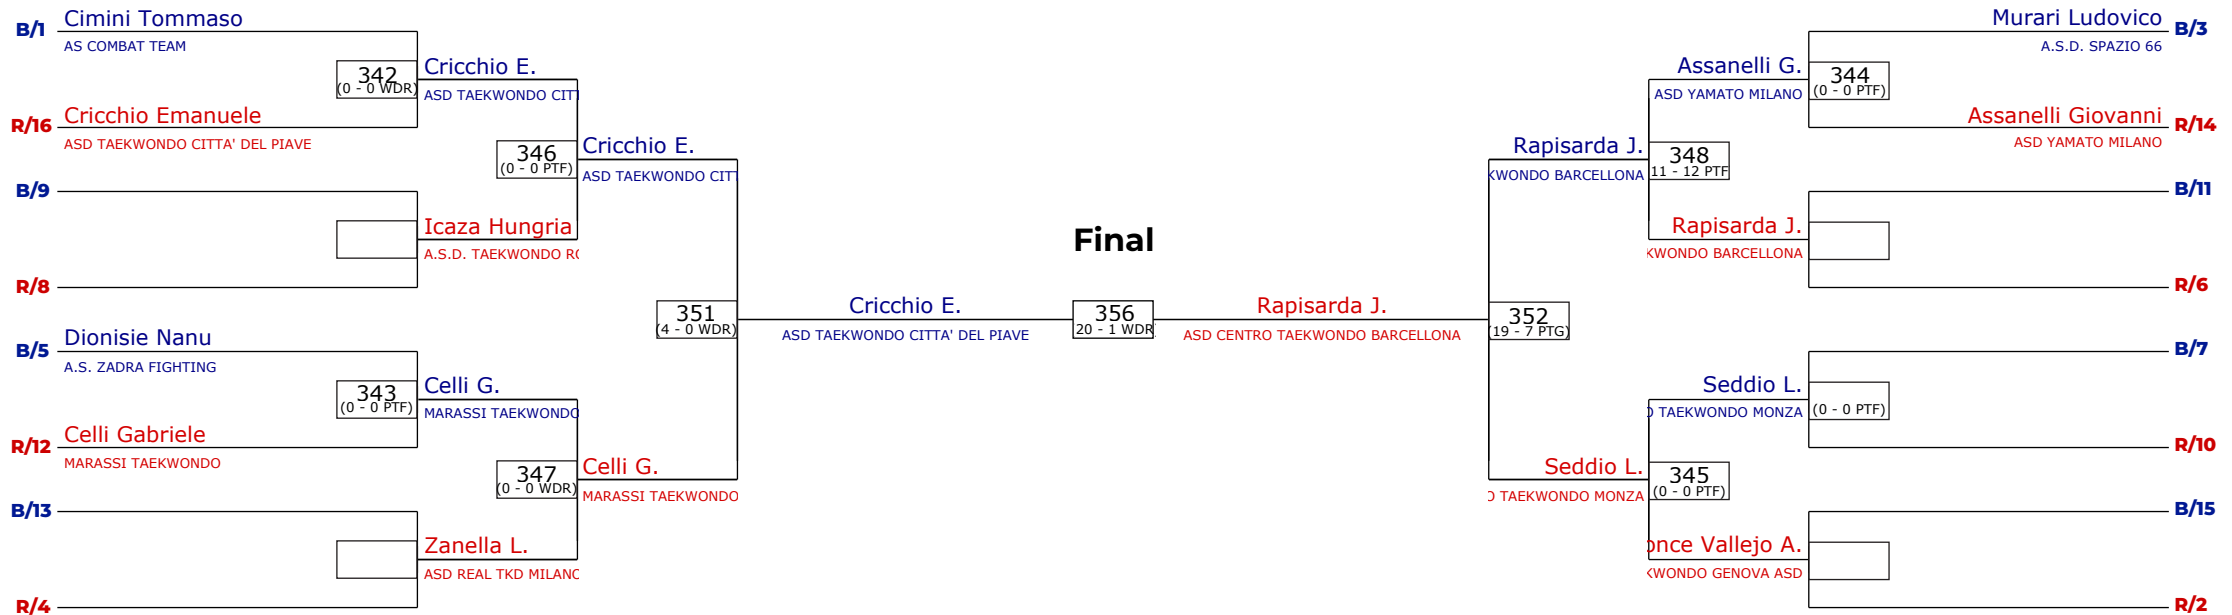 B/1
Cimini Tommaso
AS COMBAT TEAM
342
(0 - 0 WDR)
Cricchio E.
ASD TAEKWONDO CITT
R/16
Cricchio Emanuele
ASD TAEKWONDO CITTA' DEL PIAVE
346
(0 - 0 PTF)
Cricchio E.
ASD TAEKWONDO CITT
B/9
Icaza Hungria
A.S.D. TAEKWONDO
R/8
351
(4 - 0 WDR)
B/5
Dionisie Nanu
A.S. ZADRA FIGHTING
343
(0 - 0 PTF)
Celli G.
MARASSI TAEKWONDO
R/12
Celli Gabriele
MARASSI TAEKWONDO
347
(0 - 0 WDR)
Celli G.
MARASSI TAEKWONDO
B/13
Zanella L.
ASD REAL TKD MILANO
R/4
Final
Cricchio E.
ASD TAEKWONDO CITTA' DEL PIAVE
356
20 - 1 WDR
Rapisarda J.
ASD CENTRO TAEKWONDO BARCELLONA
Murari Ludovico
B/3
A.S.D. SPAZIO 66
Assanelli G.
ASD YAMATO MILANO
344
(0 - 0 PTF)
Assanelli Giovanni
R/14
ASD YAMATO MILANO
Rapisarda J.
KWONDO BARCELLONA
348
11 - 12 PTF
B/11
Rapisarda J.
KWONDO BARCELLONA
R/6
352
(19 - 7 PTG)
B/7
Seddio L.
TAEKWONDO MONZA
(0 - 0 PTF)
R/10
Seddio L.
TAEKWONDO MONZA
345
(0 - 0 PTF)
B/15
once Vallejo A.
KWONDO GENOVA ASD
R/2